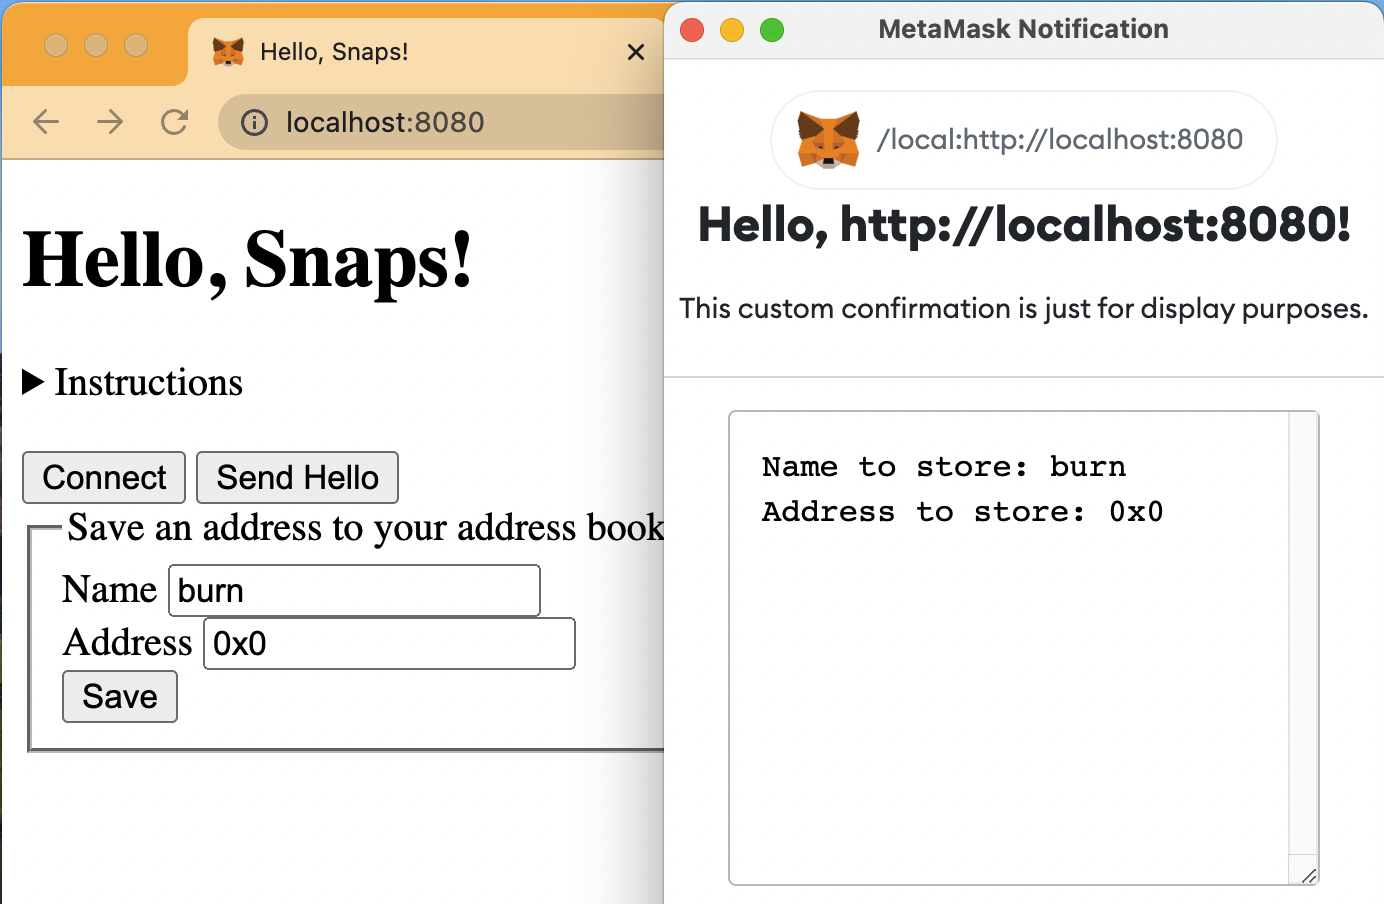 Hello, Snaps!
localhost:8080
Hello, Snaps!
Instructions
Connect Send Hello
Save an address to your address book
Name burn
Address 0x0
Save
MetaMask Notification
/local:http://localhost:8080
Hello, http://localhost:8080!
This custom confirmation is just for display purposes.
Name to store: burn
Address to store: 0x0